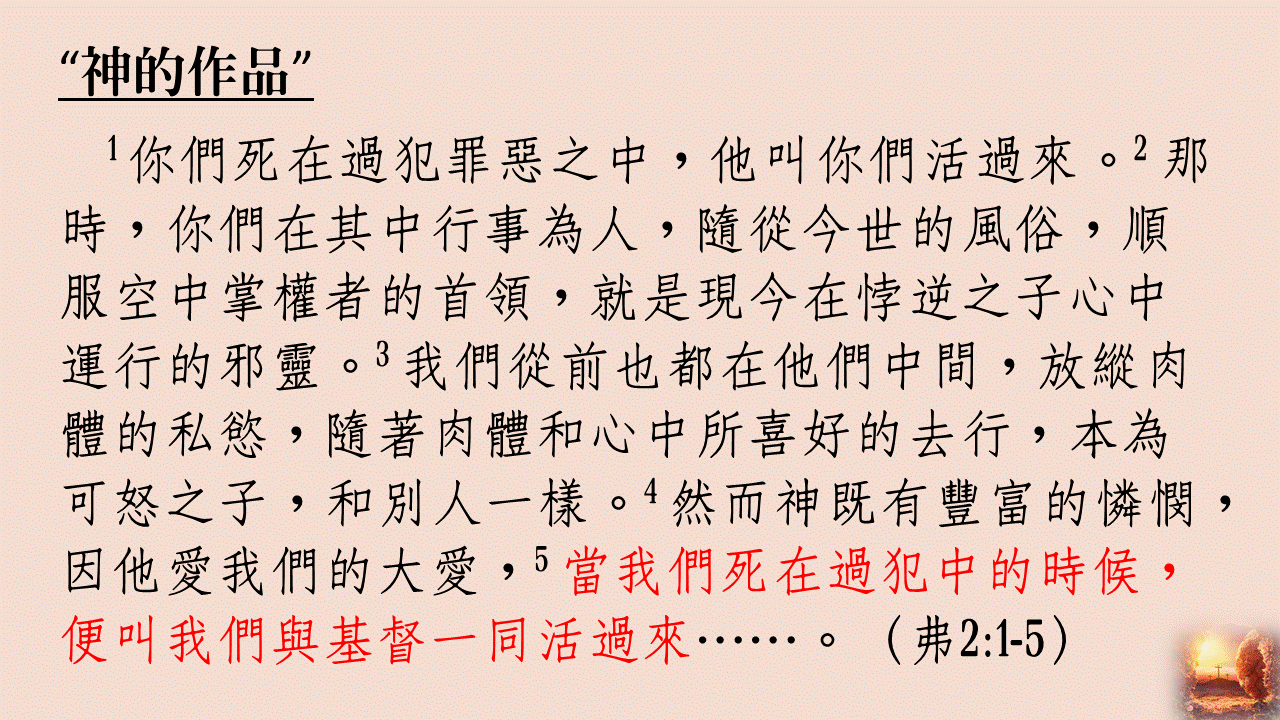 “神的作品”
1你們死在過犯罪惡之中，他叫你們活過來。2那
時，你們在其中行事為人，隨從今世的風俗，順
服空中掌權者的首領，就是現今在悖逆之子心中
運行的邪靈。3我們從前也都在他們中間，放縱肉
體的私慾，隨著肉體和心中所喜好的去行，本為
可怒之子，和別人一樣。4然而神既有豐富的憐憫，
因他愛我們的大愛，5當我們死在過犯中的時候，
便叫我們與基督一同活過來……。（弗2:1-5）